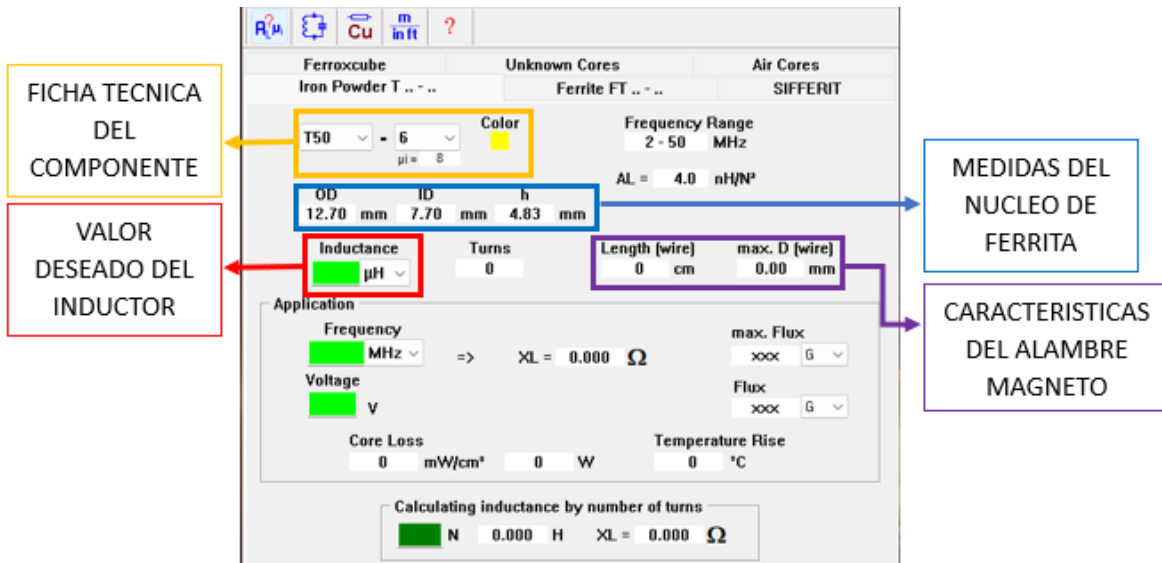 R?μi Cu m in ft ?
Ferroxcube Unknown Cores Air Cores
Iron Powder T .. - .. Ferrite FT .. - .. SIFFERIT
FICHA TECNICA
DEL
COMPONENTE
T50 - 6 Color
μi = 8
Frequency Range
2 - 50 MHz
AL = 4.0 nH/N²
OD ID h
12.70 mm 7.70 mm 4.83 mm
MEDIDAS DEL
NUCLEO DE
FERRITA
VALOR
DESEADO DEL
INDUCTOR
Inductance Turns Length (wire) max. D (wire)
μH 0 0 cm 0.00 mm
CARACTERISTICAS
DEL ALAMBRE
MAGNETO
Application
Frequency max. Flux
MHz => XL = 0.000 Ω xxx G
Voltage Flux
V xxx G
Core Loss Temperature Rise
0 mW/cm³ 0 W 0 °C
Calculating inductance by number of turns
N 0.000 H XL = 0.000 Ω